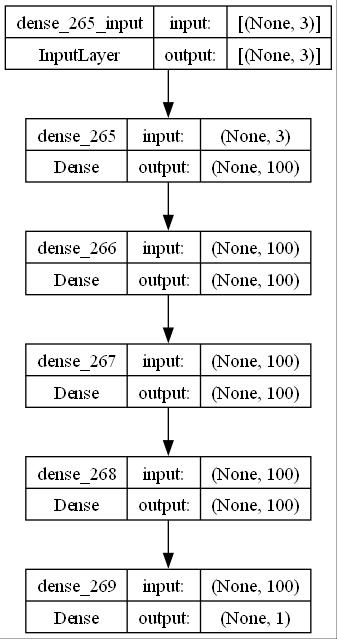 dense_265_input input: [(None, 3)]
InputLayer output: [(None, 3)]
dense_265 input: (None, 3)
Dense output: (None, 100)
dense_266 input: (None, 100)
Dense output: (None, 100)
dense_267 input: (None, 100)
Dense output: (None, 100)
dense_268 input: (None, 100)
Dense output: (None, 100)
dense_269 input: (None, 100)
Dense output: (None, 1)